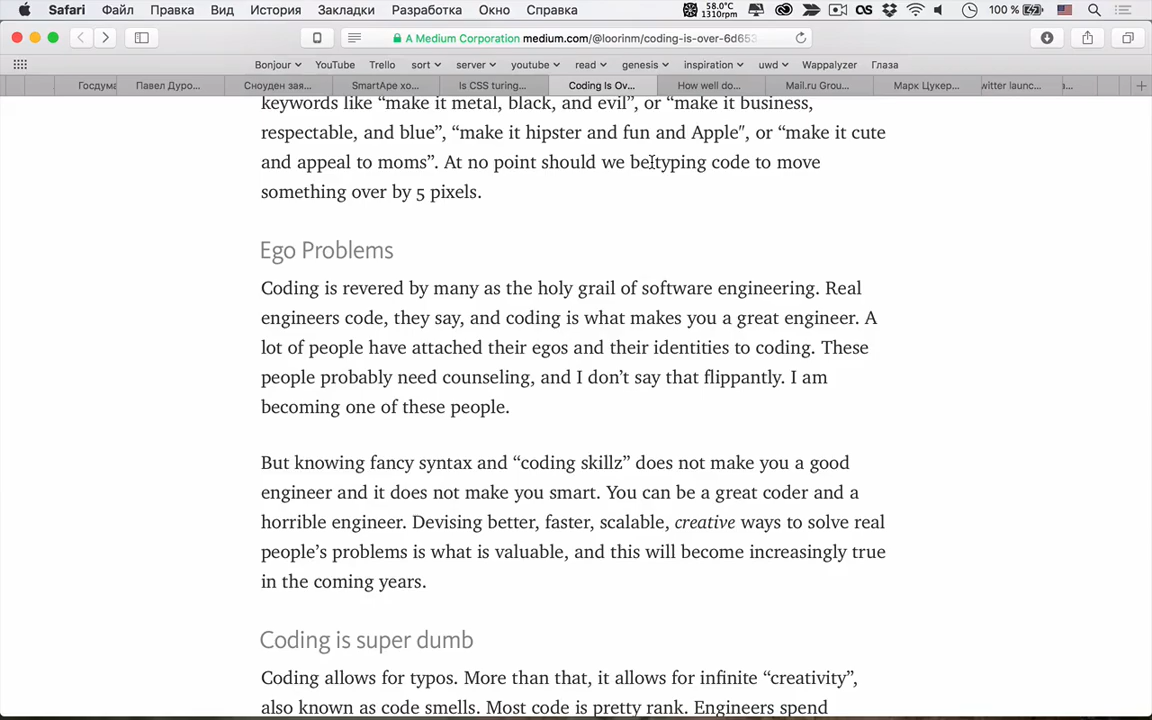 Safari Файл Правка Вид История Закладки Разработка Окно Справка 58.0°C 1310rpm 100 %
A Medium Corporation medium.com/@loorinm/coding-is-over-6d653
Bonjour YouTube Trello sort server youtube read genesis inspiration uwd Wappalyzer Глаза
Госдума Павел Дуро... Сноуден зая... SmartApe хо... Is CSS turing... Coding Is Ov... How well do... Mail.ru Grou... Марк Цукер... witter launc...
keywords like “make it metal, black, and evil”, or “make it business,
respectable, and blue”, “make it hipster and fun and Apple″, or “make it cute
and appeal to moms”. At no point should we be typing code to move
something over by 5 pixels.
Ego Problems
Coding is revered by many as the holy grail of software engineering. Real
engineers code, they say, and coding is what makes you a great engineer. A
lot of people have attached their egos and their identities to coding. These
people probably need counseling, and I don’t say that flippantly. I am
becoming one of these people.
But knowing fancy syntax and “coding skillz” does not make you a good
engineer and it does not make you smart. You can be a great coder and a
horrible engineer. Devising better, faster, scalable, creative ways to solve real
people’s problems is what is valuable, and this will become increasingly true
in the coming years.
Coding is super dumb
Coding allows for typos. More than that, it allows for infinite “creativity”,
also known as code smells. Most code is pretty rank. Engineers spend